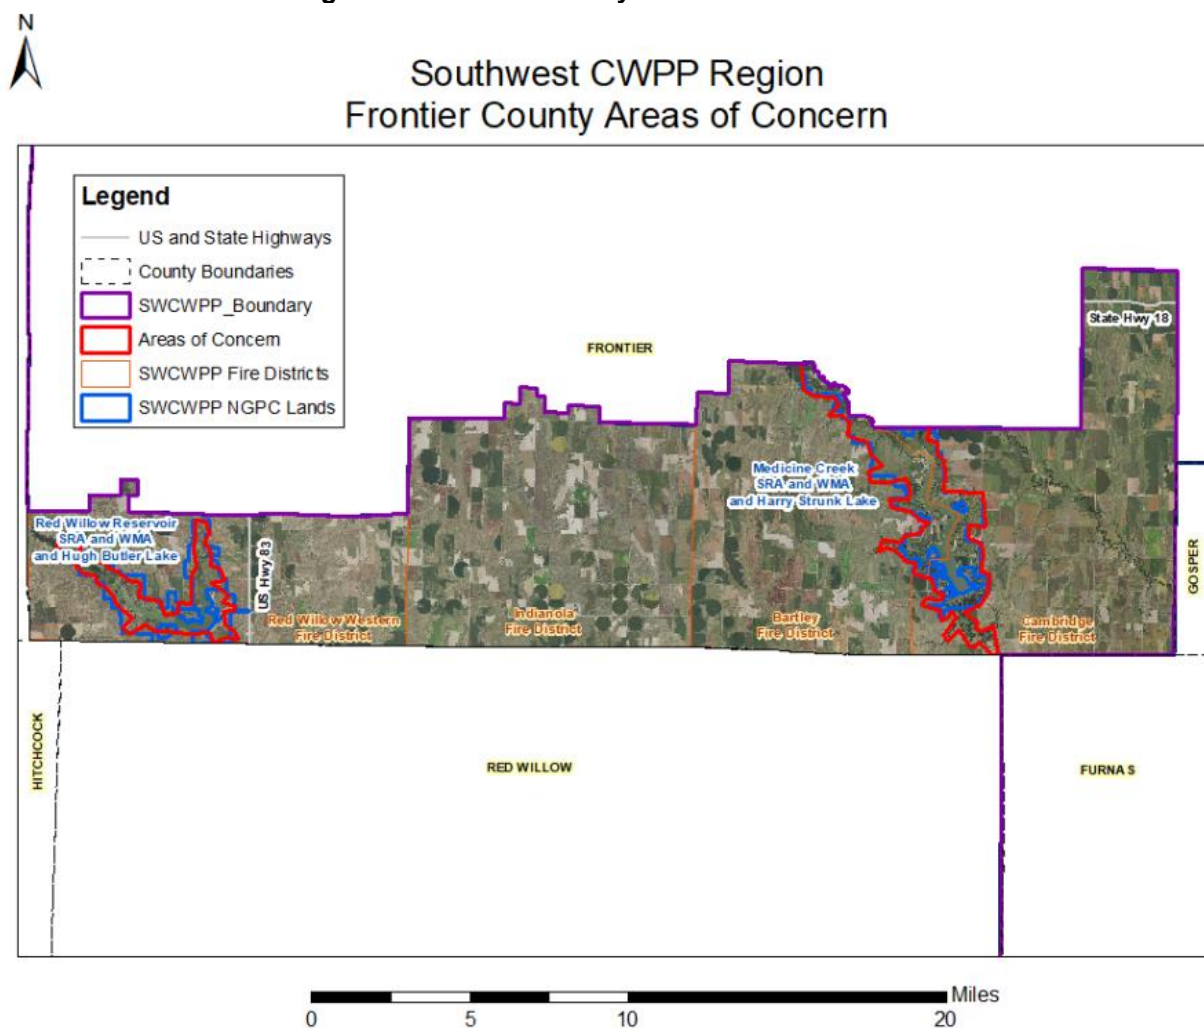 N
Southwest CWPP Region
Frontier County Areas of Concern
Legend
US and State Highways
County Boundaries
SWCWPP_Boundary
Areas of Concern
SWCWPP Fire Districts
SWCWPP NGPC Lands
FRONTIER
State Hwy 18
Medicine Creek
SRA and WMA
and Harry Strunk Lake
Red Willow Reservoir
SRA and WMA
and Hugh Butler Lake
US Hwy 83
GOSPER
Red Willow Western
Fire District
Indianola
Fire District
Bartley
Fire District
Cambridge
Fire District
HITCHCOCK
RED WILLOW
FURNAS
Miles
0 5 10 20